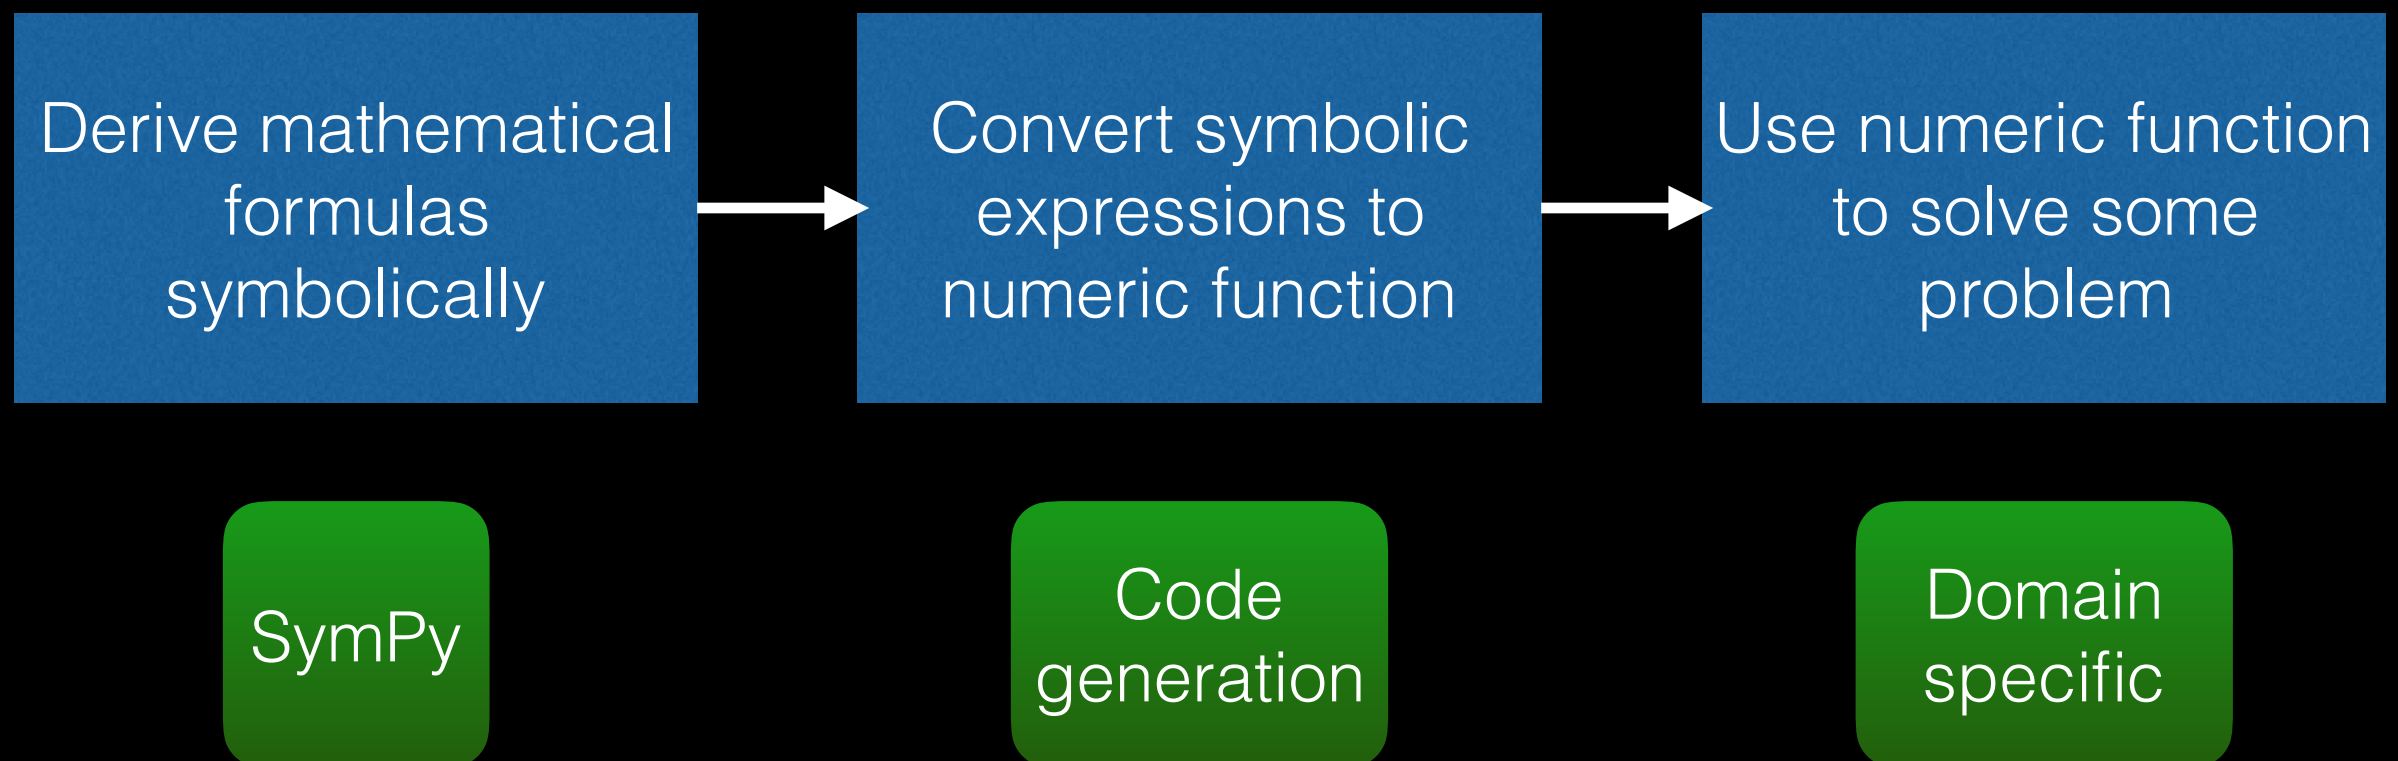 Derive mathematical
formulas
symbolically
Convert symbolic
expressions to
numeric function
Use numeric function
to solve some
problem
SymPy
Code
generation
Domain
specific